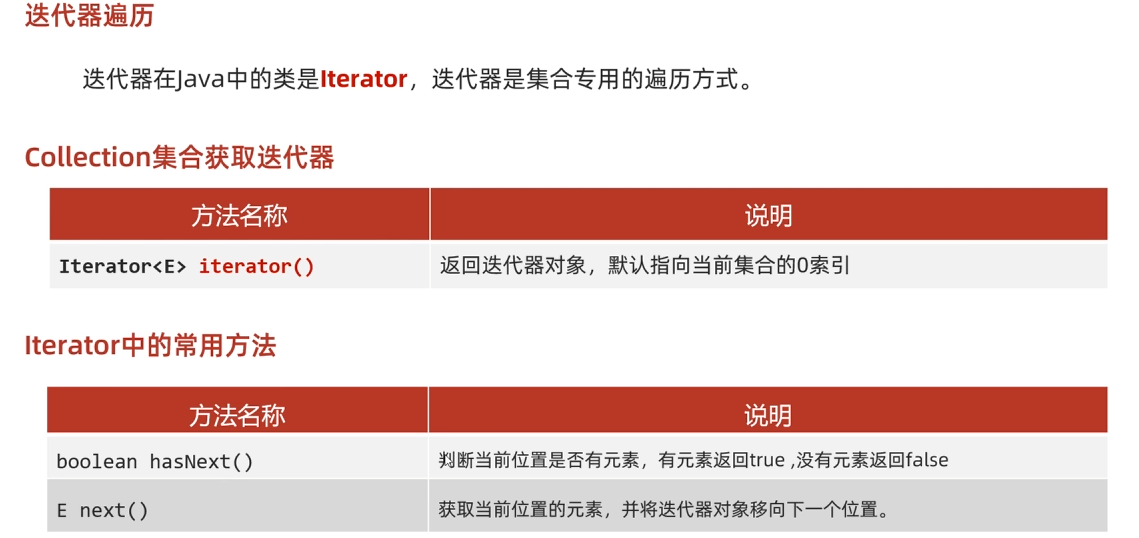 迭代器遍历
迭代器在Java中的类是Iterator，迭代器是集合专用的遍历方式。
Collection集合获取迭代器
方法名称 说明
Iterator<E> iterator() 返回迭代器对象，默认指向当前集合的0索引
Iterator中的常用方法
方法名称 说明
boolean hasNext() 判断当前位置是否有元素，有元素返回true ,没有元素返回false
E next() 获取当前位置的元素，并将迭代器对象移向下一个位置。